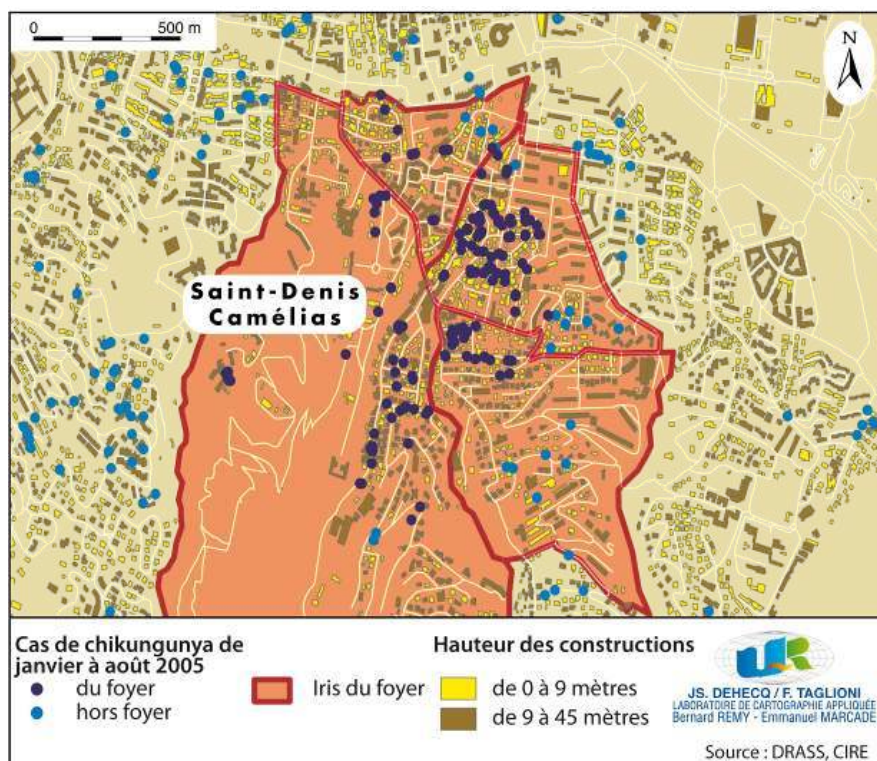 0 500 m
N
Saint-Denis
Camélias
Cas de chikungunya de
janvier à août 2005
du foyer
hors foyer
Iris du foyer
Hauteur des constructions
de 0 à 9 mètres
de 9 à 45 mètres
UR
JS. DEHECQ / F. TAGLIONI
LABORATOIRE DE CARTOGRAPHIE APPLIQUÉE
Bernard REMY - Emmanuel MARCADE
Source : DRASS, CIRE